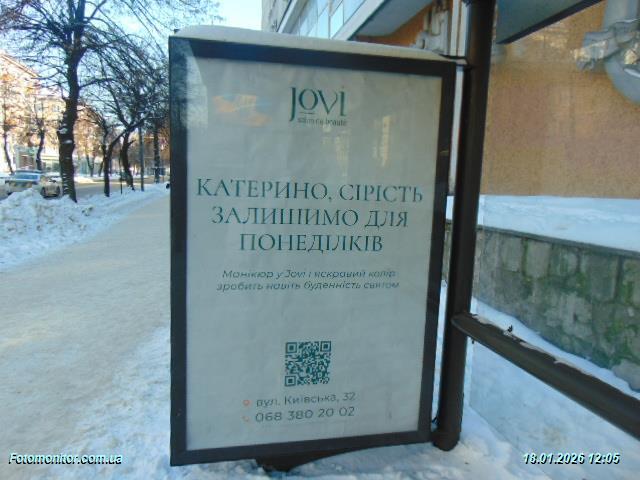 JOVI
salon de beauté
КАТЕРИНО, СІРІСТЬ
ЗАЛИШИМО ДЛЯ
ПОНЕДІЛКІВ
Манікюр у Jovi і яскравий колір
зробить навіть буденність святом
вул. Київська, 32
068 380 20 02
Fotomonitor.com.ua
18.01.2026 12:05